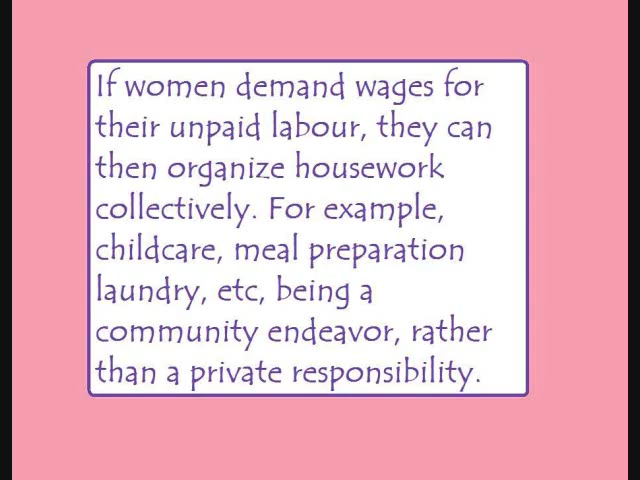 If women demand wages for
their unpaid labour, they can
then organize housework
collectively. For example,
childcare, meal preparation
laundry, etc, being a
community endeavor, rather
than a private responsibility.